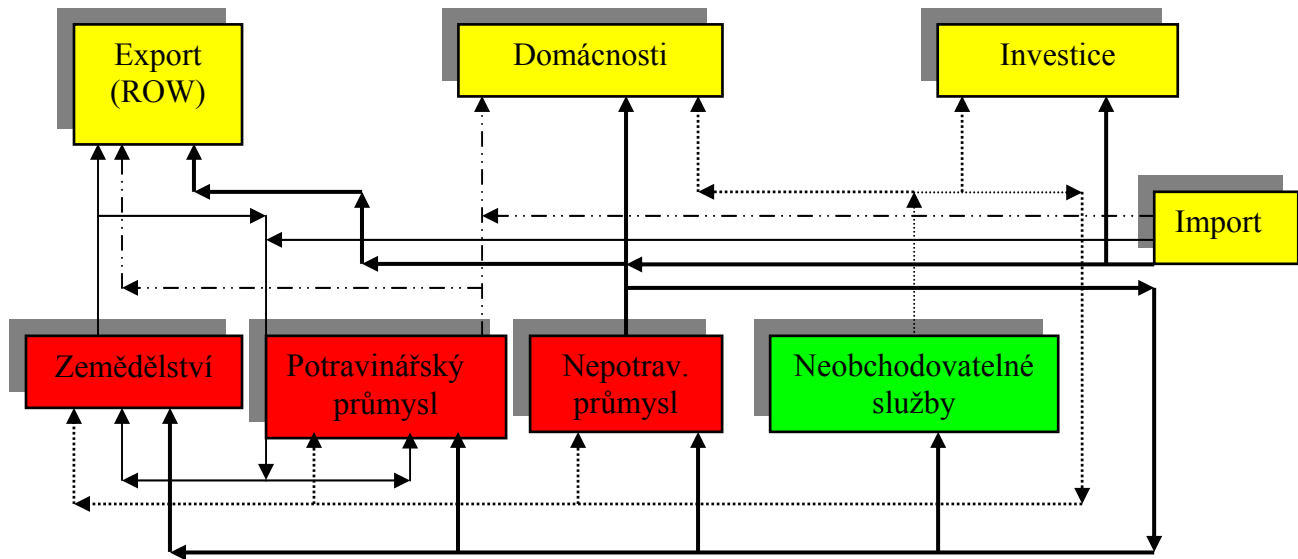 Export
(ROW)
Domácnosti
Investice
Import
Zemědělství
Potravinářský
průmysl
Nepotrav.
průmysl
Neobchodovatelné
služby